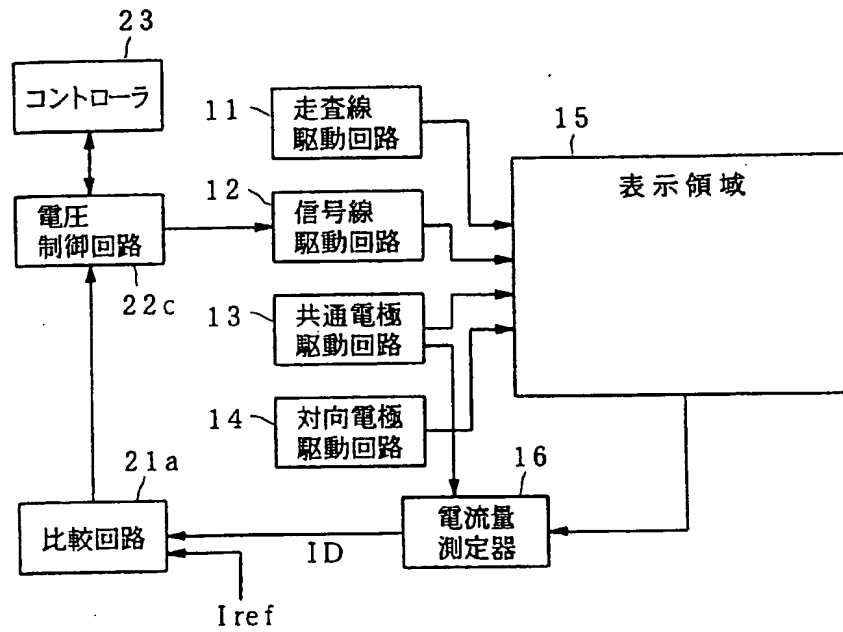 23
コントローラ
11
走査線
駆動回路
15
表示領域
12
信号線
駆動回路
電圧
制御回路
22c
13
共通電極
駆動回路
14
対向電極
駆動回路
21a
比較回路
16
電流量
測定器
ID
Iref